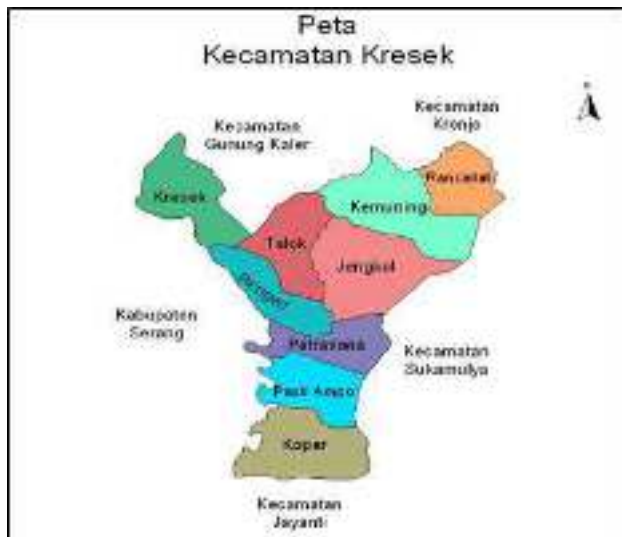 Peta
Kecamatan Kresek
Kecamatan
Kronjo
Kecamatan
Gunung Kaler
Kresek
Kemuning
Talok
Jengkol
Kabupaten
Serang
Patrasana
Kecamatan
Sukamulya
Pasir Ampo
Koper
Kecamatan
Jayanti